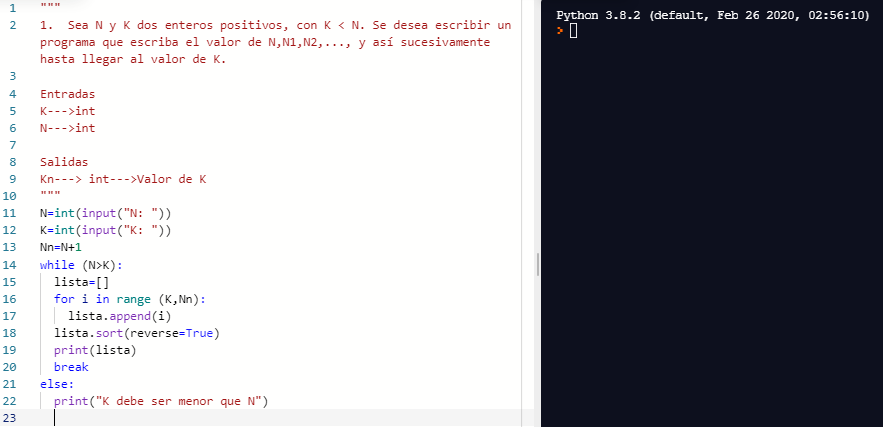 1 """
2 1. Sea N y K dos enteros positivos, con K < N. Se desea escribir un
programa que escriba el valor de N,N1,N2,..., y así sucesivamente
hasta llegar al valor de K.
3
4 Entradas
5 K--->int
6 N--->int
7
8 Salidas
9 Kn---> int--->Valor de K
10 """
11 N=int(input("N: "))
12 K=int(input("K: "))
13 Nn=N+1
14 while (N>K):
15 lista=[]
16 for i in range (K,Nn):
17 lista.append(i)
18 lista.sort(reverse=True)
19 print(lista)
20 break
21 else:
22 print("K debe ser menor que N")
23
Python 3.8.2 (default, Feb 26 2020, 02:56:10)
>